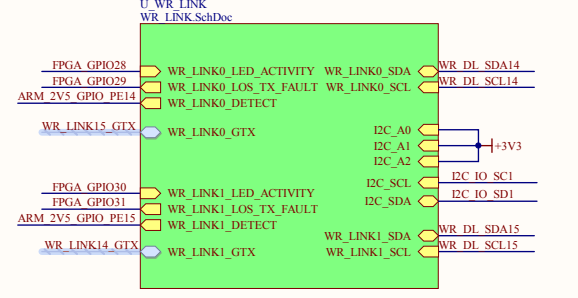 U_WR_LINK
WR_LINK.SchDoc
FPGA_GPIO28 WR_LINK0_LED_ACTIVITY WR_LINK0_SDA WR_DL_SDA14
FPGA_GPIO29 WR_LINK0_LOS_TX_FAULT WR_LINK0_SCL WR_DL_SCL14
ARM_2V5_GPIO_PE14 WR_LINK0_DETECT
WR_LINK15_GTX WR_LINK0_GTX I2C_A0
I2C_A1 +3V3
I2C_A2
I2C_SCL I2C_IO_SC1
FPGA_GPIO30 WR_LINK1_LED_ACTIVITY I2C_SDA I2C_IO_SD1
FPGA_GPIO31 WR_LINK1_LOS_TX_FAULT
ARM_2V5_GPIO_PE15 WR_LINK1_DETECT WR_LINK1_SDA WR_DL_SDA15
WR_LINK14_GTX WR_LINK1_GTX WR_LINK1_SCL WR_DL_SCL15